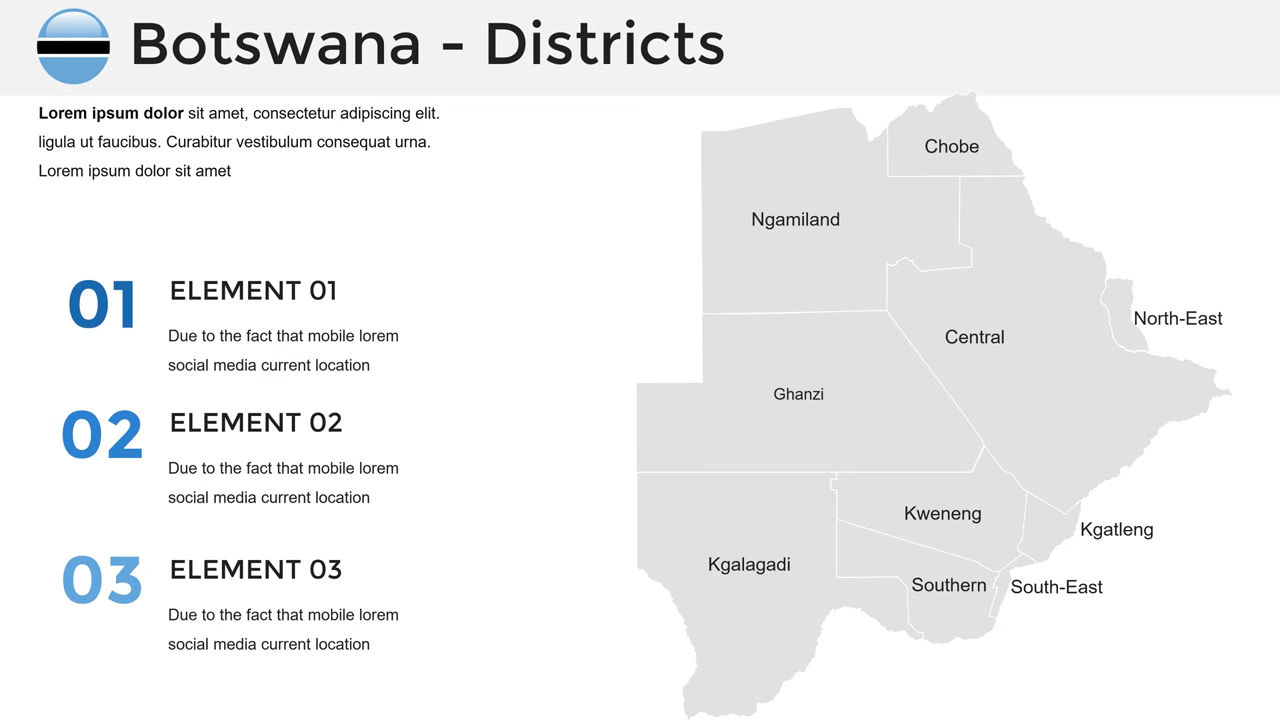 Botswana - Districts
Lorem ipsum dolor sit amet, consectetur adipiscing elit.
ligula ut faucibus. Curabitur vestibulum consequat urna.
Lorem ipsum dolor sit amet
01
ELEMENT 01
Due to the fact that mobile lorem
social media current location
02
ELEMENT 02
Due to the fact that mobile lorem
social media current location
03
ELEMENT 03
Due to the fact that mobile lorem
social media current location
Chobe
Ngamiland
North-East
Central
Ghanzi
Kweneng
Kgatleng
Kgalagadi
Southern
South-East